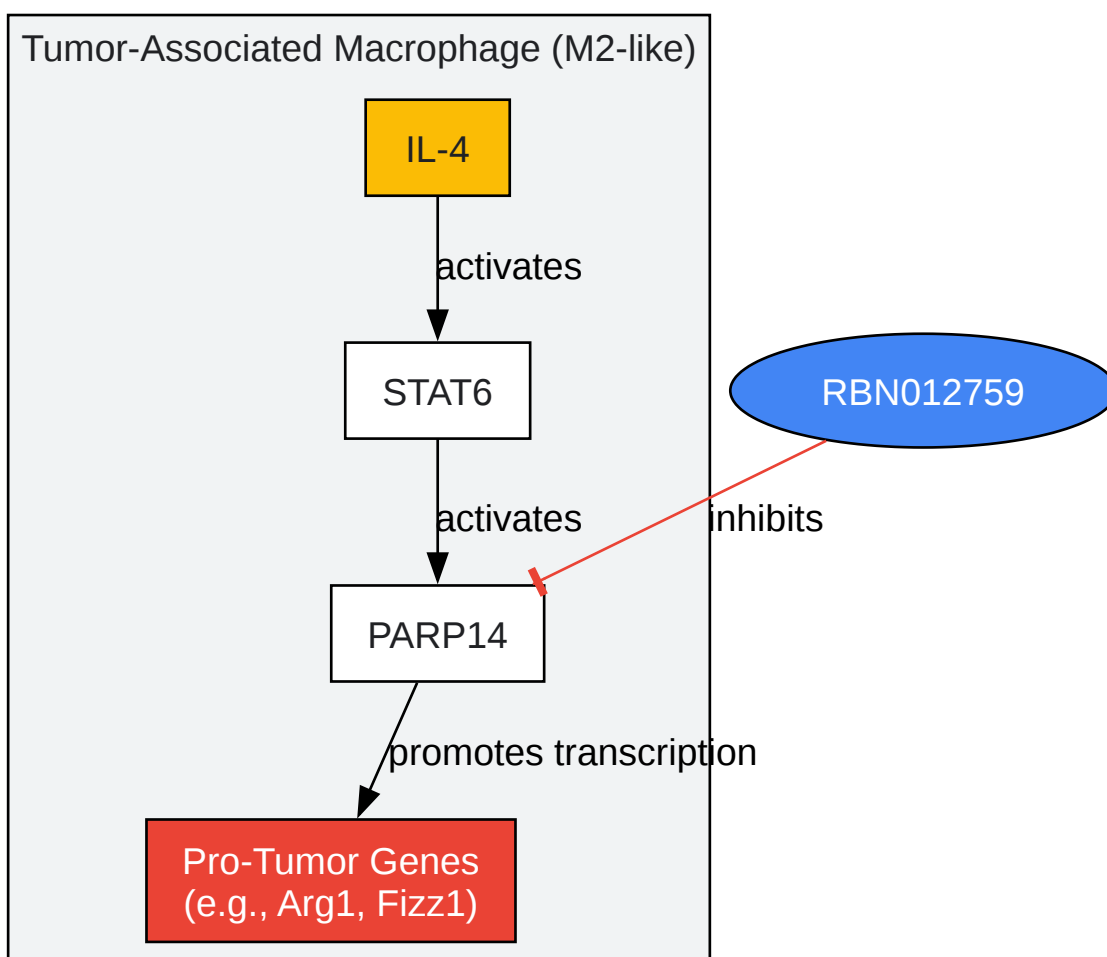 Tumor-Associated Macrophage (M2-like)
IL-4
activates
STAT6
RBN012759
activates
inhibits
PARP14
promotes transcription
Pro-Tumor Genes
(e.g., Arg1, Fizz1)